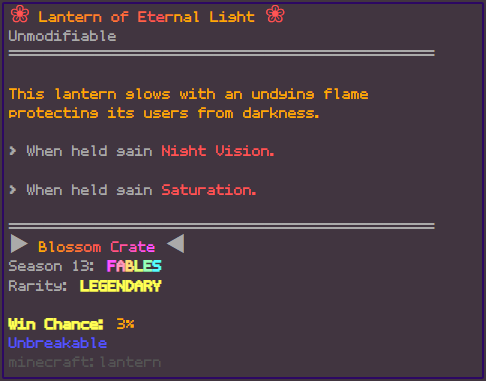 ❀ Lantern of Eternal Light ❀
Unmodifiable
This lantern glows with an undying flame
protecting its users from darkness.
> When held gain Night Vision.
> When held gain Saturation.
▶ Blossom Crate ◀
Season 13: FABLES
Rarity: LEGENDARY
Win Chance: 3%
Unbreakable
minecraft:lantern